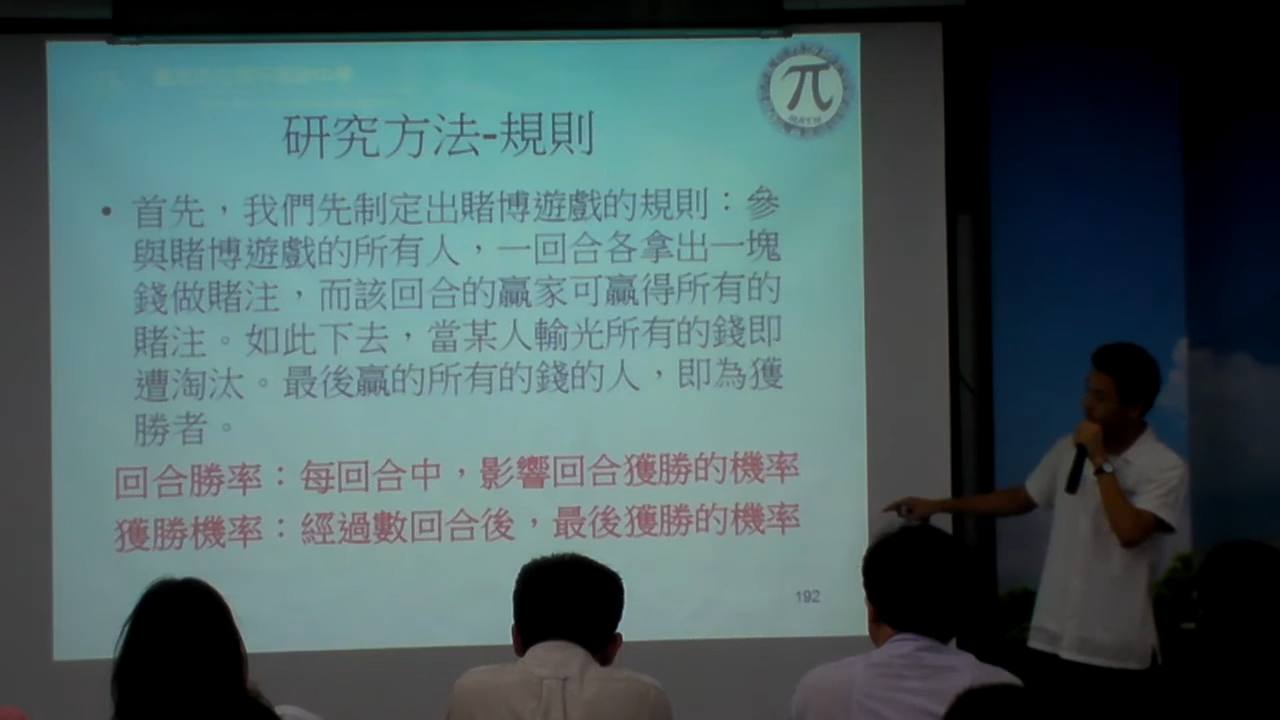 π
MATH
研究方法-規則
• 首先，我們先制定出賭博遊戲的規則：參
與賭博遊戲的所有人，一回合各拿出一塊
錢做賭注，而該回合的贏家可贏得所有的
賭注。如此下去，當某人輸光所有的錢即
遭淘汰。最後贏的所有的錢的人，即為獲
勝者。
回合勝率：每回合中，影響回合獲勝的機率
獲勝機率：經過數回合後，最後獲勝的機率
192